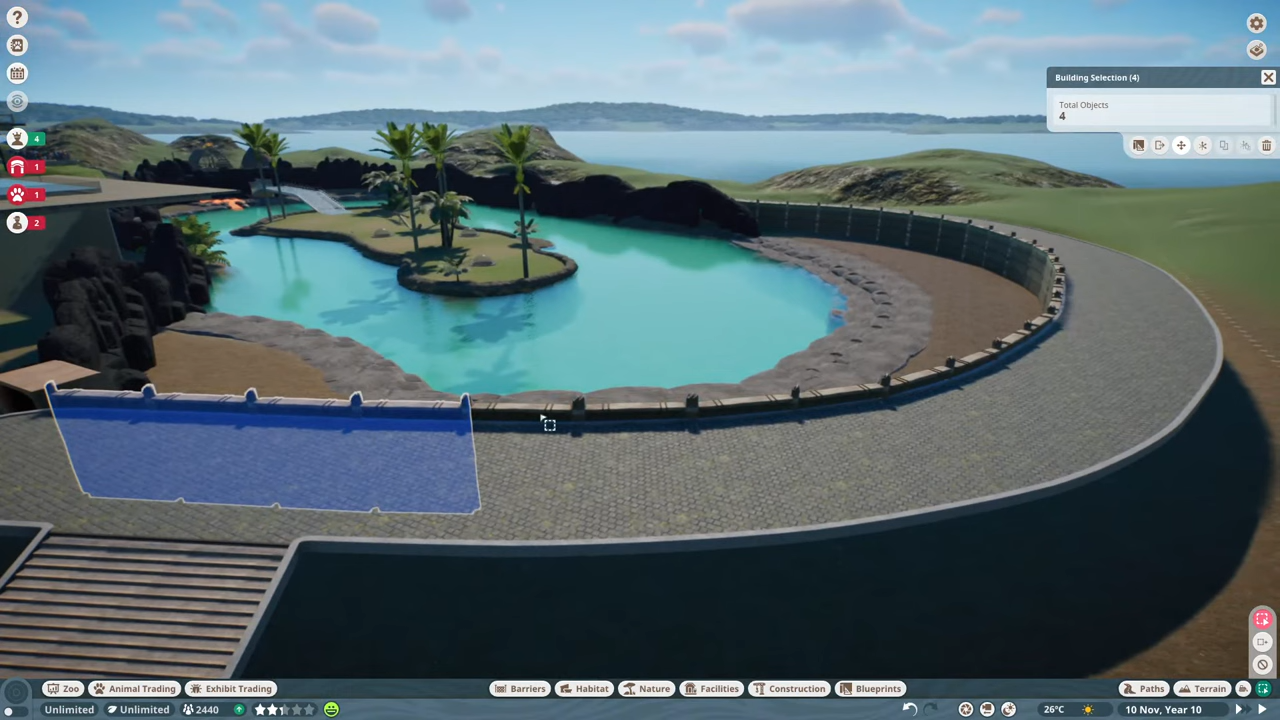 ?
Building Selection (4)
Total Objects
4
4
1
1
2
Zoo
Animal Trading
Exhibit Trading
Barriers
Habitat
Nature
Facilities
Construction
Blueprints
Paths
Terrain
Unlimited
Unlimited
2440
26°C
10 Nov, Year 10